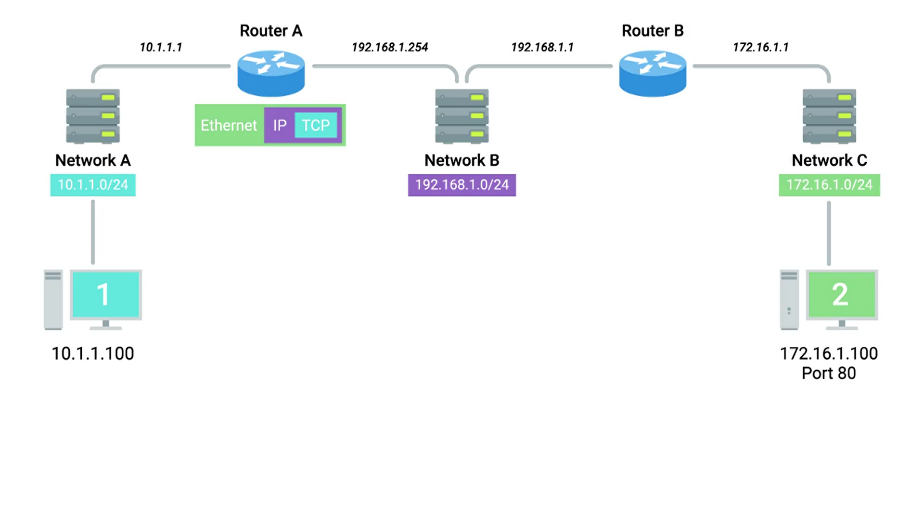 Router A
Router B
10.1.1.1
192.168.1.254
192.168.1.1
172.16.1.1
Ethernet IP TCP
Network A
Network B
Network C
10.1.1.0/24
192.168.1.0/24
172.16.1.0/24
1
2
10.1.1.100
172.16.1.100
Port 80